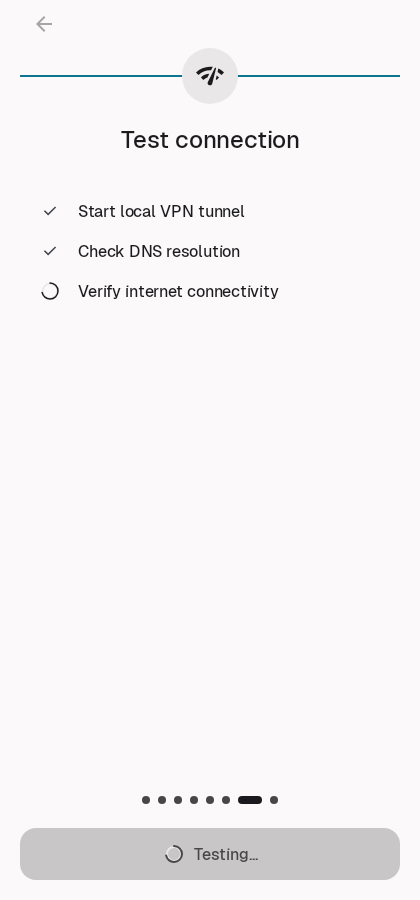 Test connection
Start local VPN tunnel
Check DNS resolution
Verify internet connectivity
Testing...